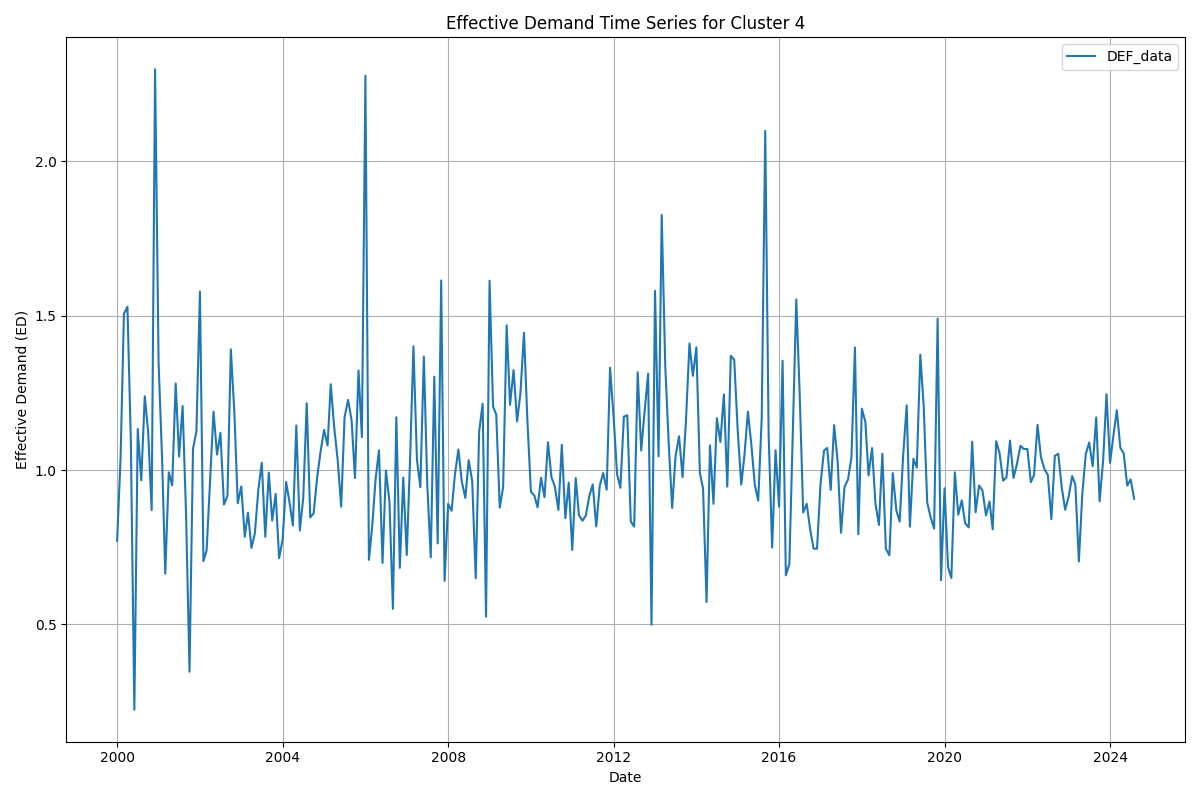 Effective Demand Time Series for Cluster 4
DEF_data
Effective Demand (ED)
2.0
1.5
1.0
0.5
2000 2004 2008 2012 2016 2020 2024
Date